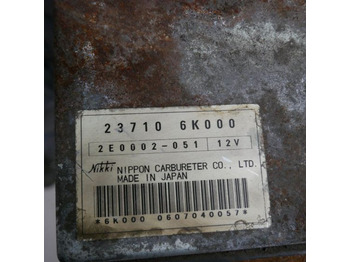 23710 6K000
2E0002-051 12V
Nikki NIPPON CARBURETER CO., LTD.
MADE IN JAPAN
*6K000 0607040057*